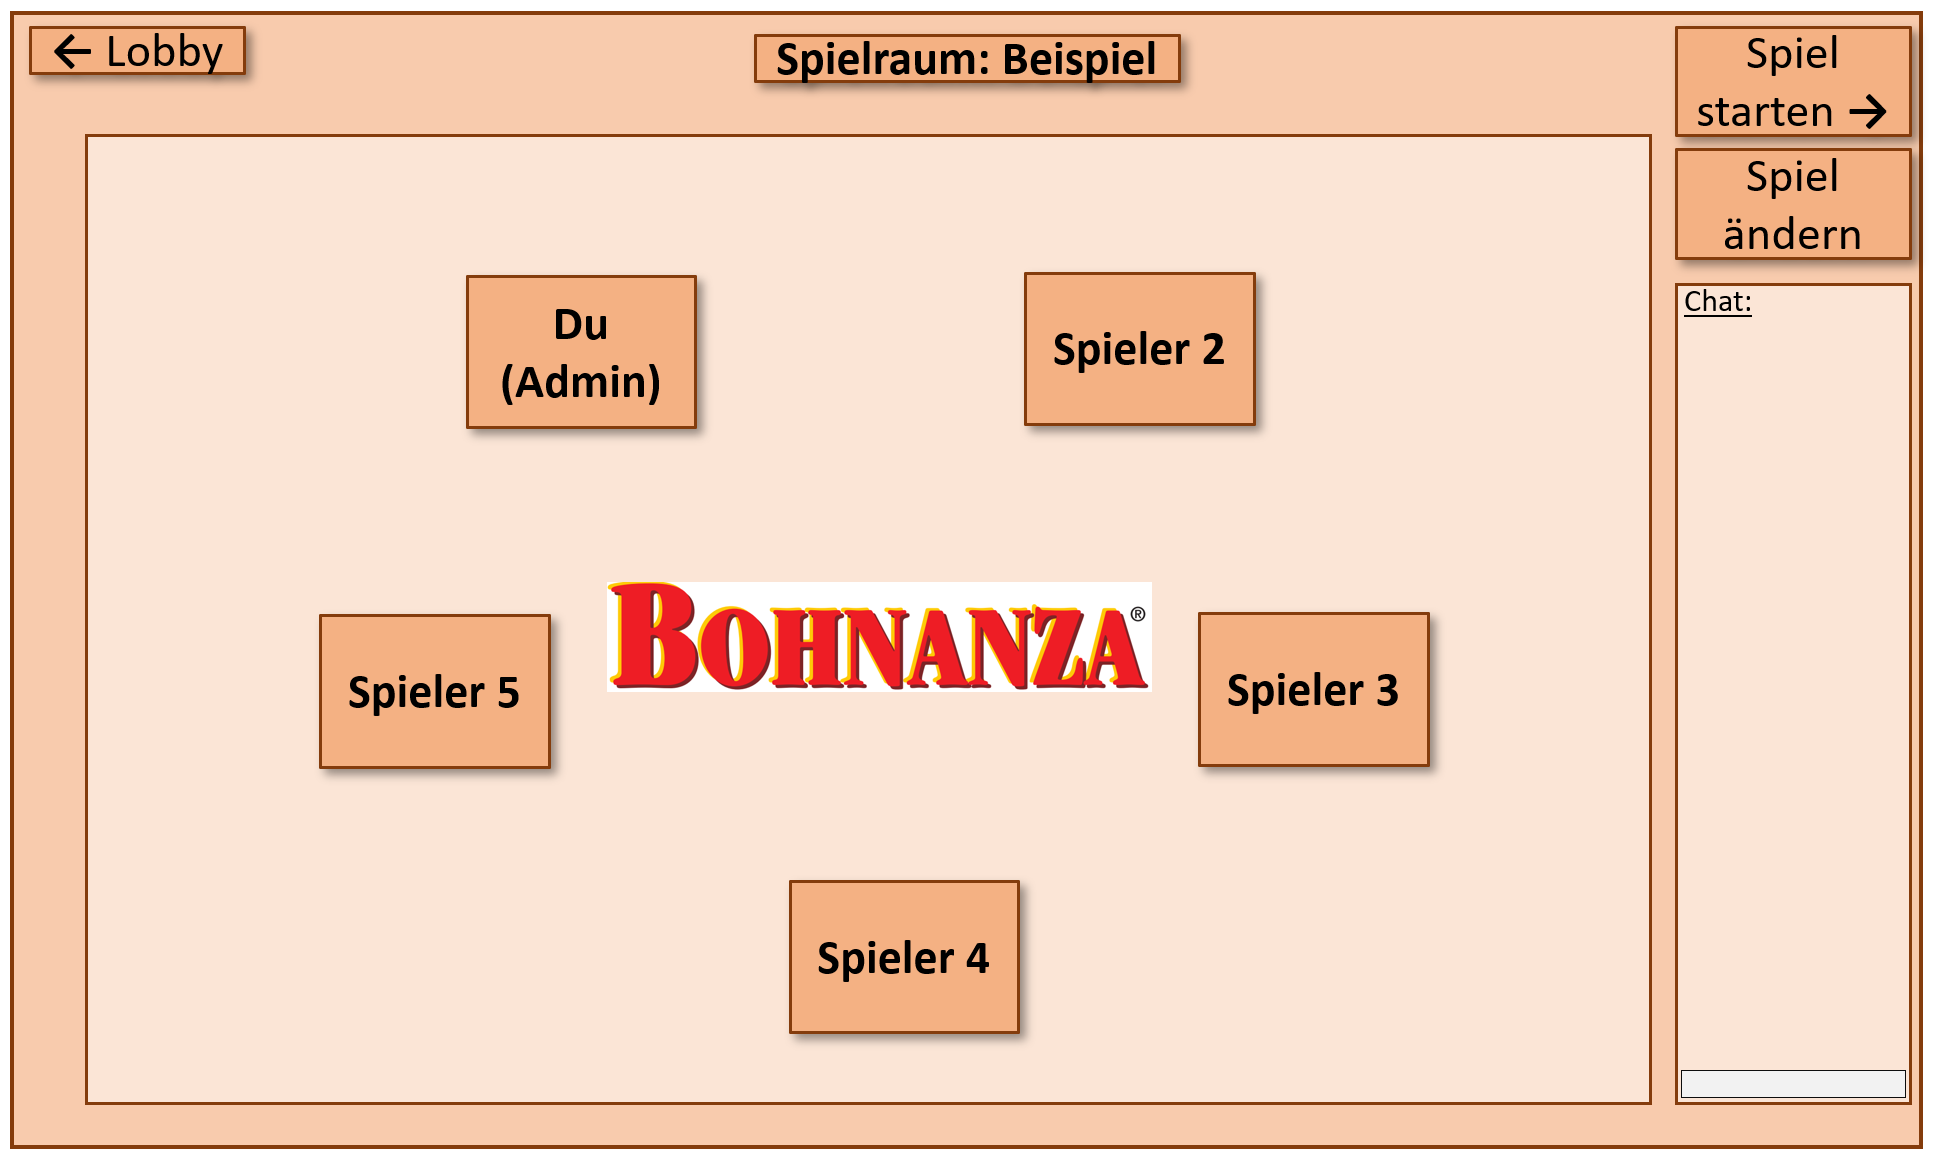 ← Lobby
Spielraum: Beispiel
Spiel
starten →
Spiel
ändern
Chat:
Du
(Admin)
Spieler 2
BOHNANZA®
Spieler 5
Spieler 3
Spieler 4